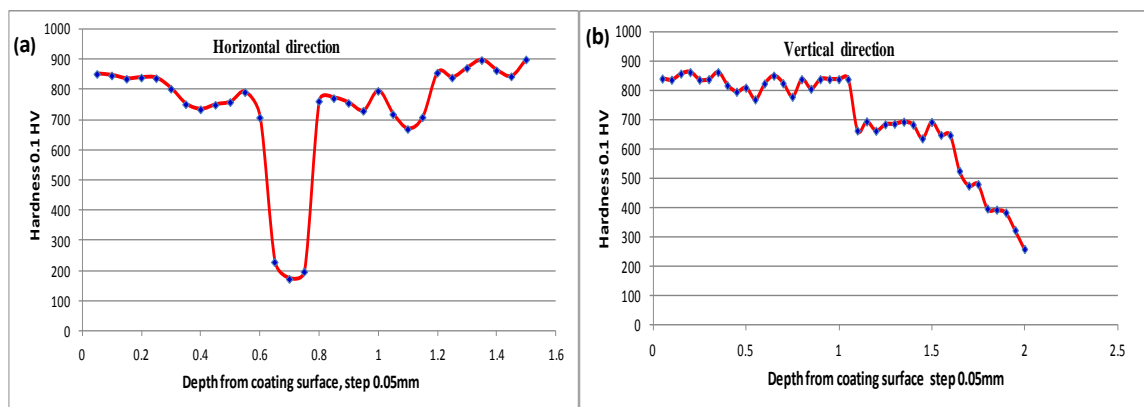 (a)
Horizontal direction
Hardness 0.1 HV
1000
900
800
700
600
500
400
300
200
100
0
0 0.2 0.4 0.6 0.8 1 1.2 1.4 1.6
Depth from coating surface, step 0.05mm
(b)
Vertical direction
Hardness 0.1 HV
1000
900
800
700
600
500
400
300
200
100
0
0 0.5 1 1.5 2 2.5
Depth from coating surface step 0.05mm